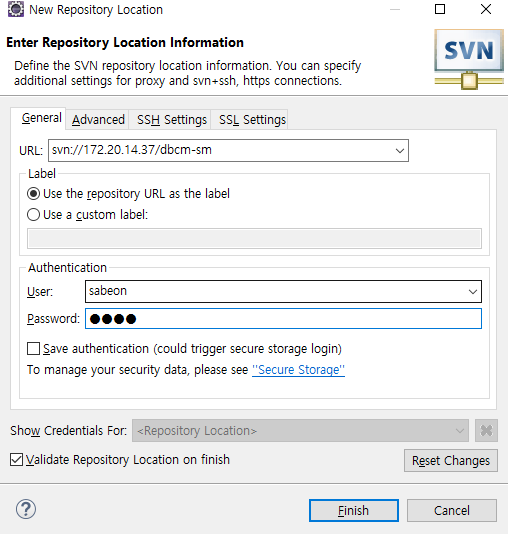 New Repository Location
Enter Repository Location Information
Define the SVN repository location information. You can specify
additional settings for proxy and svn+ssh, https connections.
SVN
General Advanced SSH Settings SSL Settings
URL: svn://172.20.14.37/dbcm-sm
Label
Use the repository URL as the label
Use a custom label:
Authentication
User: sabeon
Password: ●●●●
Save authentication (could trigger secure storage login)
To manage your security data, please see "Secure Storage"
Show Credentials For: <Repository Location>
Validate Repository Location on finish
Reset Changes
Finish Cancel